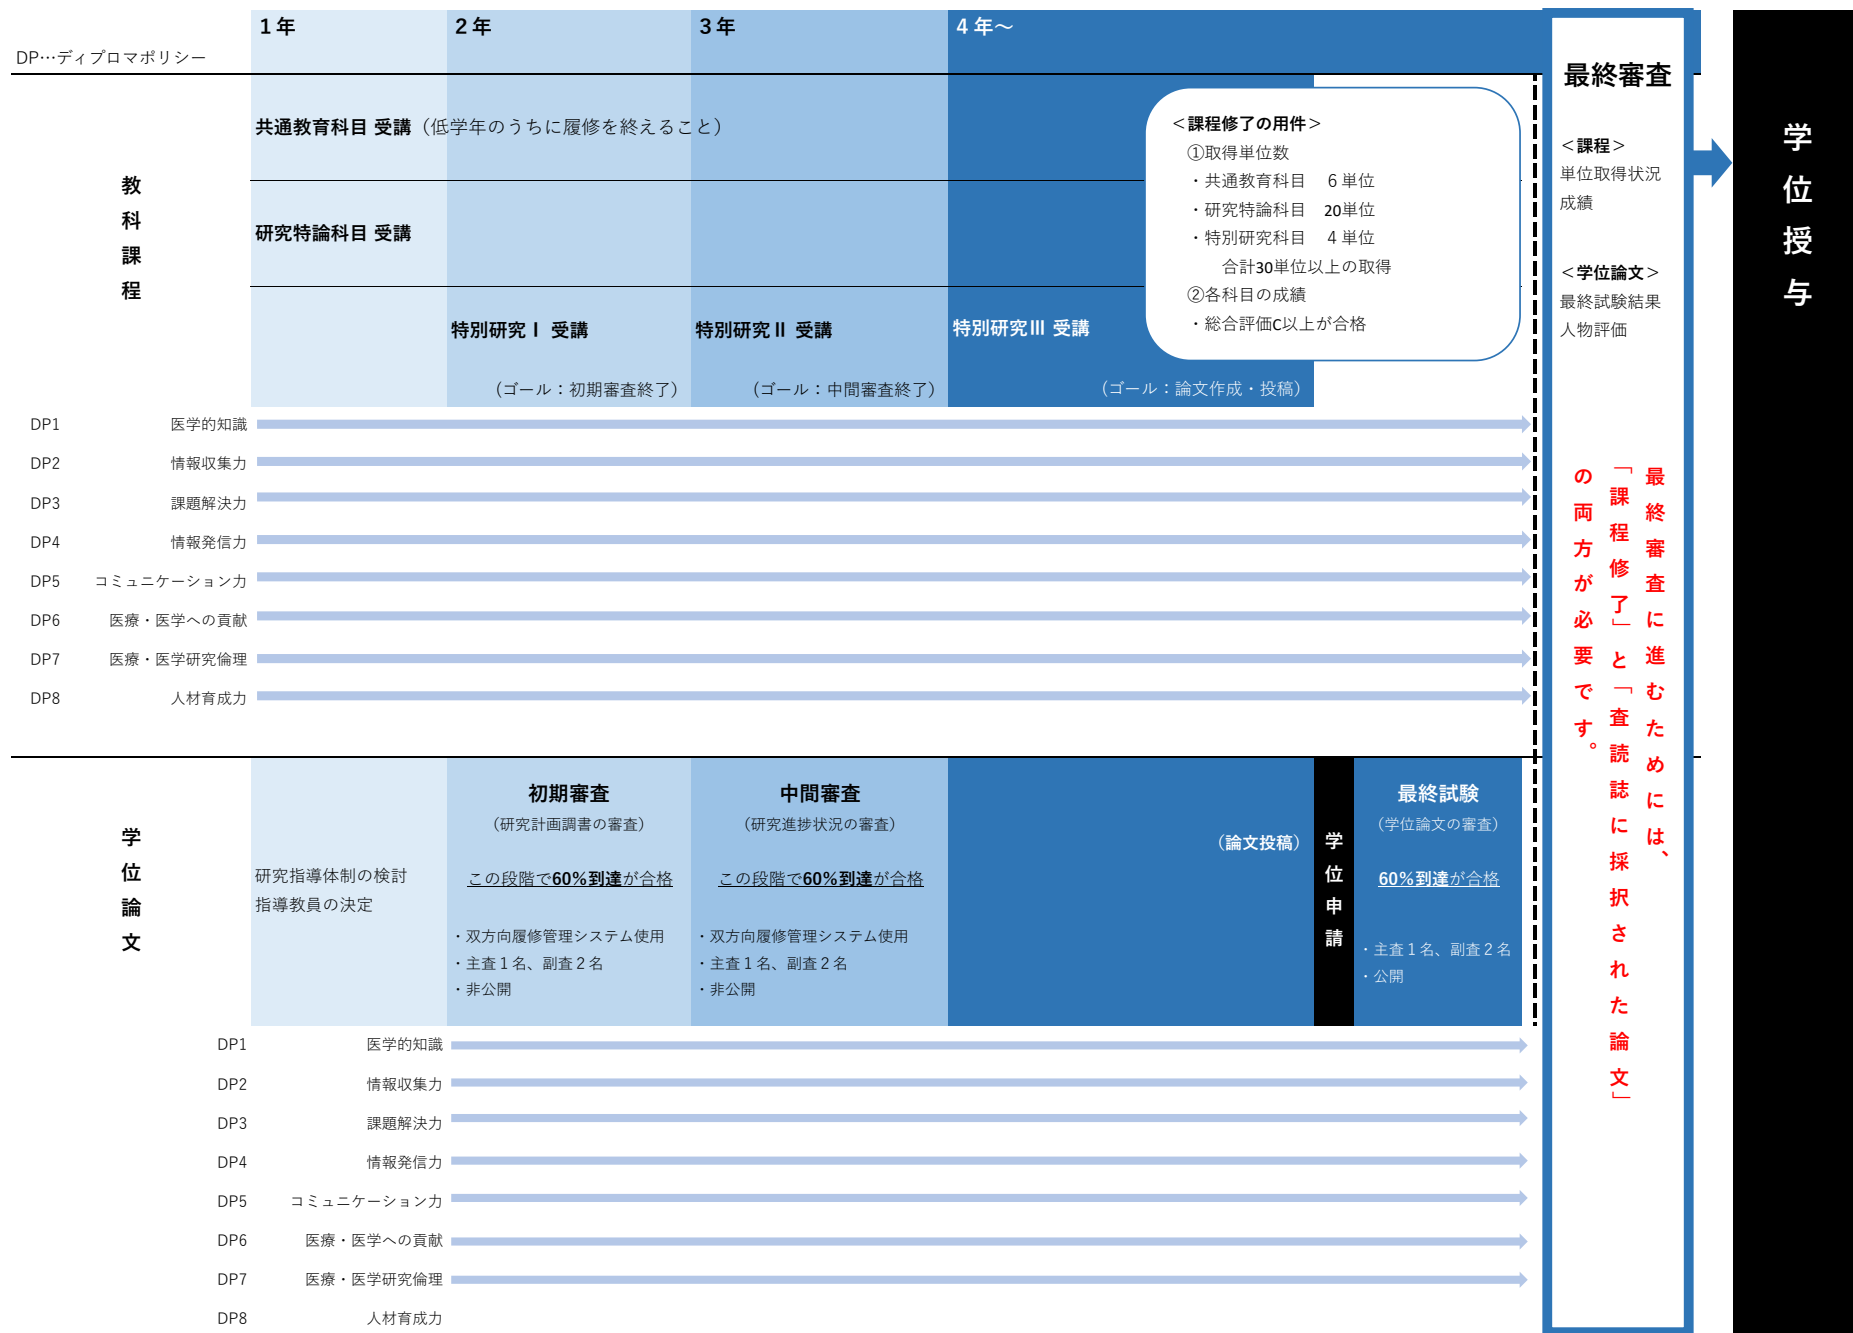 1年
2年
3年
4年～
DP…ディプロマポリシー
教科課程
共通教育科目 受講（低学年のうちに履修を終えること）
研究特論科目 受講
特別研究Ⅰ 受講
（ゴール：初期審査終了）
特別研究Ⅱ 受講
（ゴール：中間審査終了）
特別研究Ⅲ 受講
（ゴール：論文作成・投稿）
＜課程修了の用件＞
①取得単位数
・共通教育科目　６単位
・研究特論科目　20単位
・特別研究科目　４単位
合計30単位以上の取得
②各科目の成績
・総合評価C以上が合格
DP1 医学的知識
DP2 情報収集力
DP3 課題解決力
DP4 情報発信力
DP5 コミュニケーション力
DP6 医療・医学への貢献
DP7 医療・医学研究倫理
DP8 人材育成力
学位論文
研究指導体制の検討
指導教員の決定
初期審査
（研究計画調書の審査）
この段階で60%到達が合格
・双方向履修管理システム使用
・主査１名、副査２名
・非公開
中間審査
（研究進捗状況の審査）
この段階で60%到達が合格
・双方向履修管理システム使用
・主査１名、副査２名
・非公開
（論文投稿）
学位申請
最終試験
（学位論文の審査）
60%到達が合格
・主査１名、副査２名
・公開
DP1 医学的知識
DP2 情報収集力
DP3 課題解決力
DP4 情報発信力
DP5 コミュニケーション力
DP6 医療・医学への貢献
DP7 医療・医学研究倫理
DP8 人材育成力
最終審査
＜課程＞
単位取得状況
成績
＜学位論文＞
最終試験結果
人物評価
最終審査に進むためには、
「課程修了」と「査読誌に採択された論文」
の両方が必要です。
学位授与